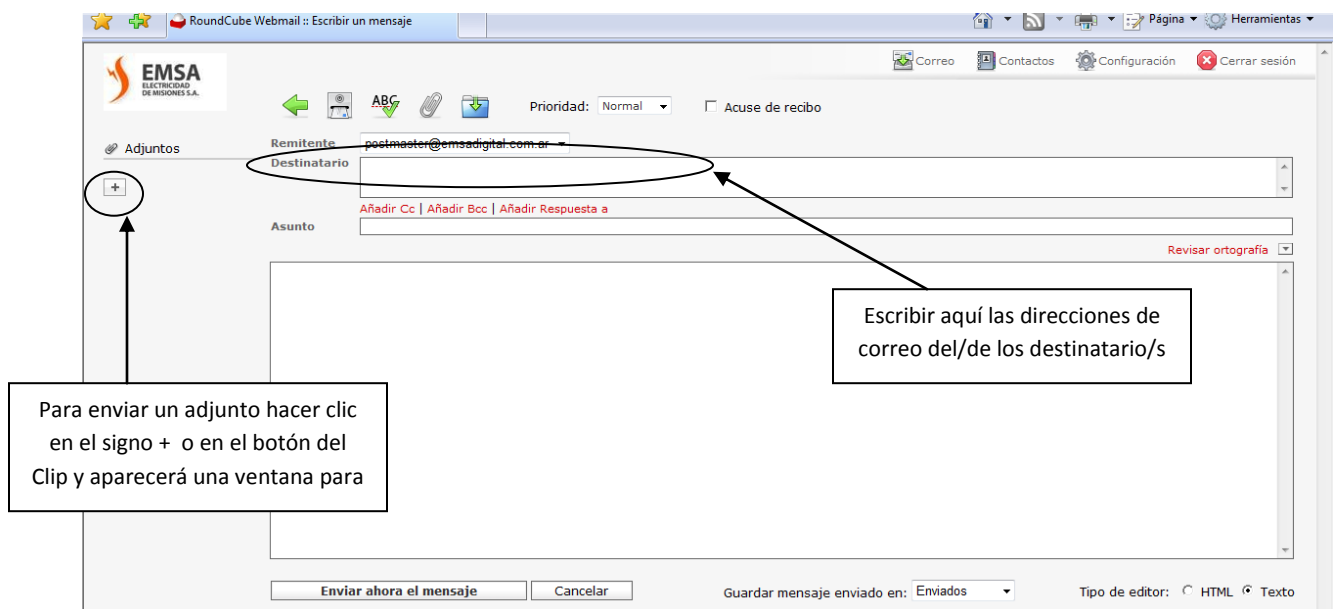 RoundCube Webmail :: Escribir un mensaje
Página
Herramientas
EMSA
ELECTRICIDAD
DE MISIONES S.A.
Correo
Contactos
Configuración
Cerrar sesión
ABC
Prioridad: Normal
Acuse de recibo
Adjuntos
+
Remitente postmaster@emsadigital.com.ar
Destinatario
Añadir Cc | Añadir Bcc | Añadir Respuesta a
Asunto
Revisar ortografía
Escribir aquí las direcciones de
correo del/de los destinatario/s
Para enviar un adjunto hacer clic
en el signo + o en el botón del
Clip y aparecerá una ventana para
Enviar ahora el mensaje
Cancelar
Guardar mensaje enviado en: Enviados
Tipo de editor: HTML Texto